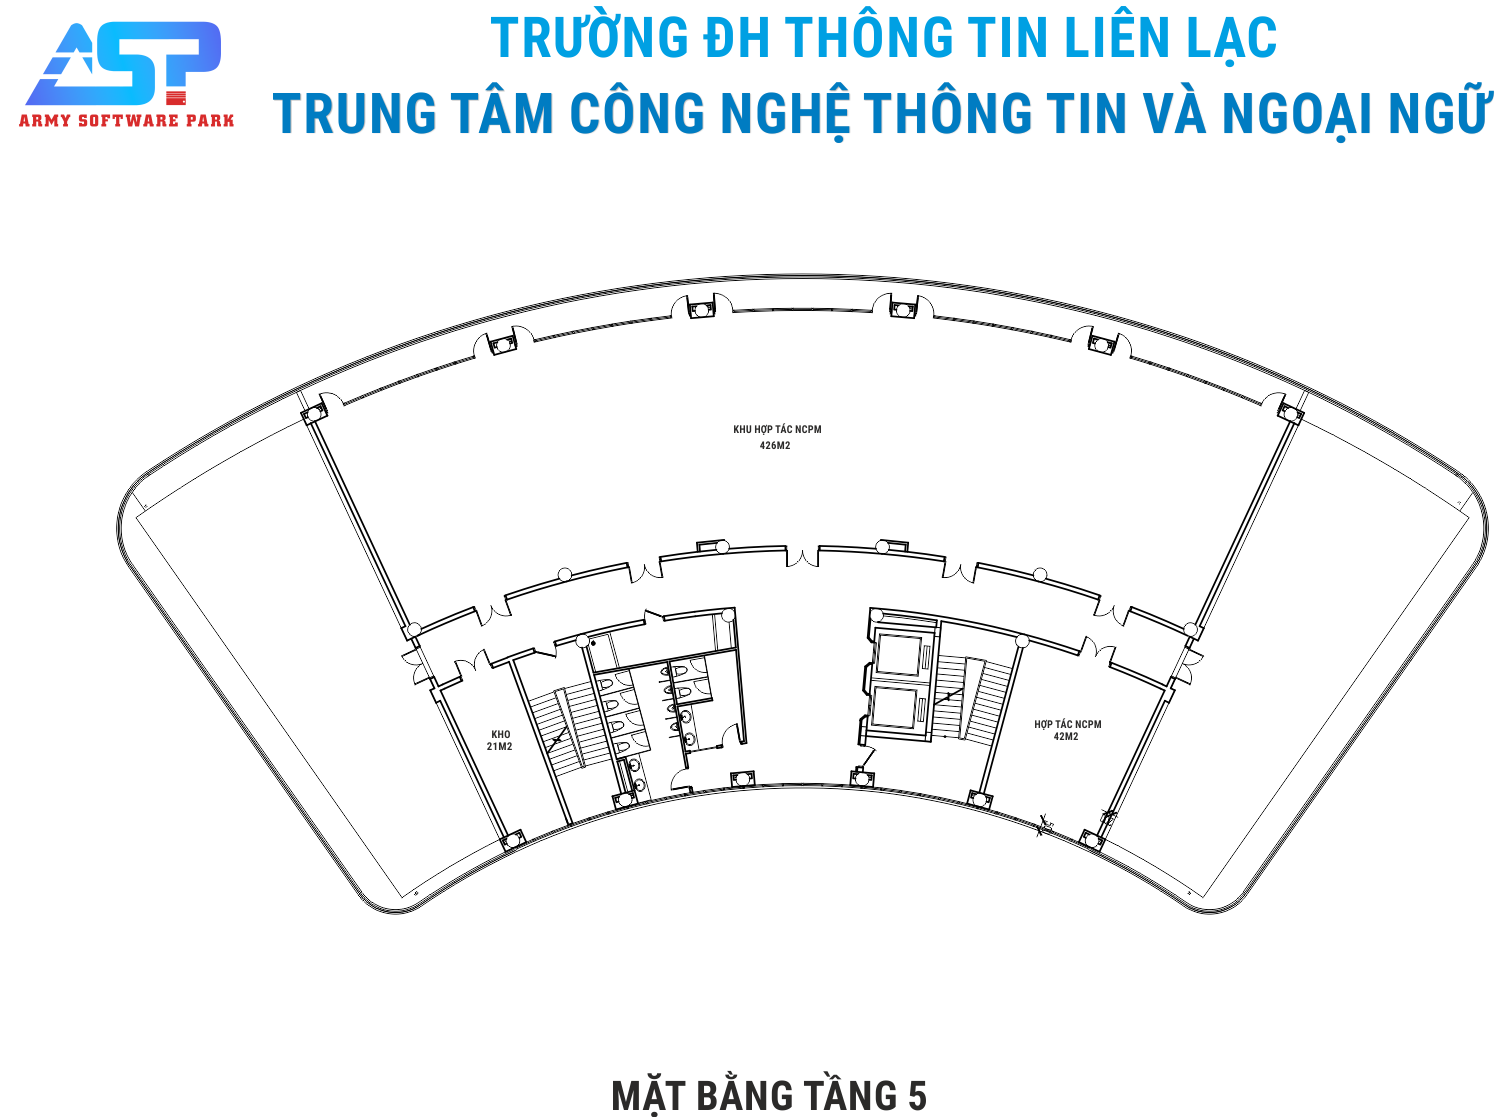 ASP
ARMY SOFTWARE PARK
TRƯỜNG ĐH THÔNG TIN LIÊN LẠC
TRUNG TÂM CÔNG NGHỆ THÔNG TIN VÀ NGOẠI NGỮ
KHU HỢP TÁC NCPM
426M2
KHO
21M2
HỢP TÁC NCPM
42M2
MẶT BẰNG TẦNG 5